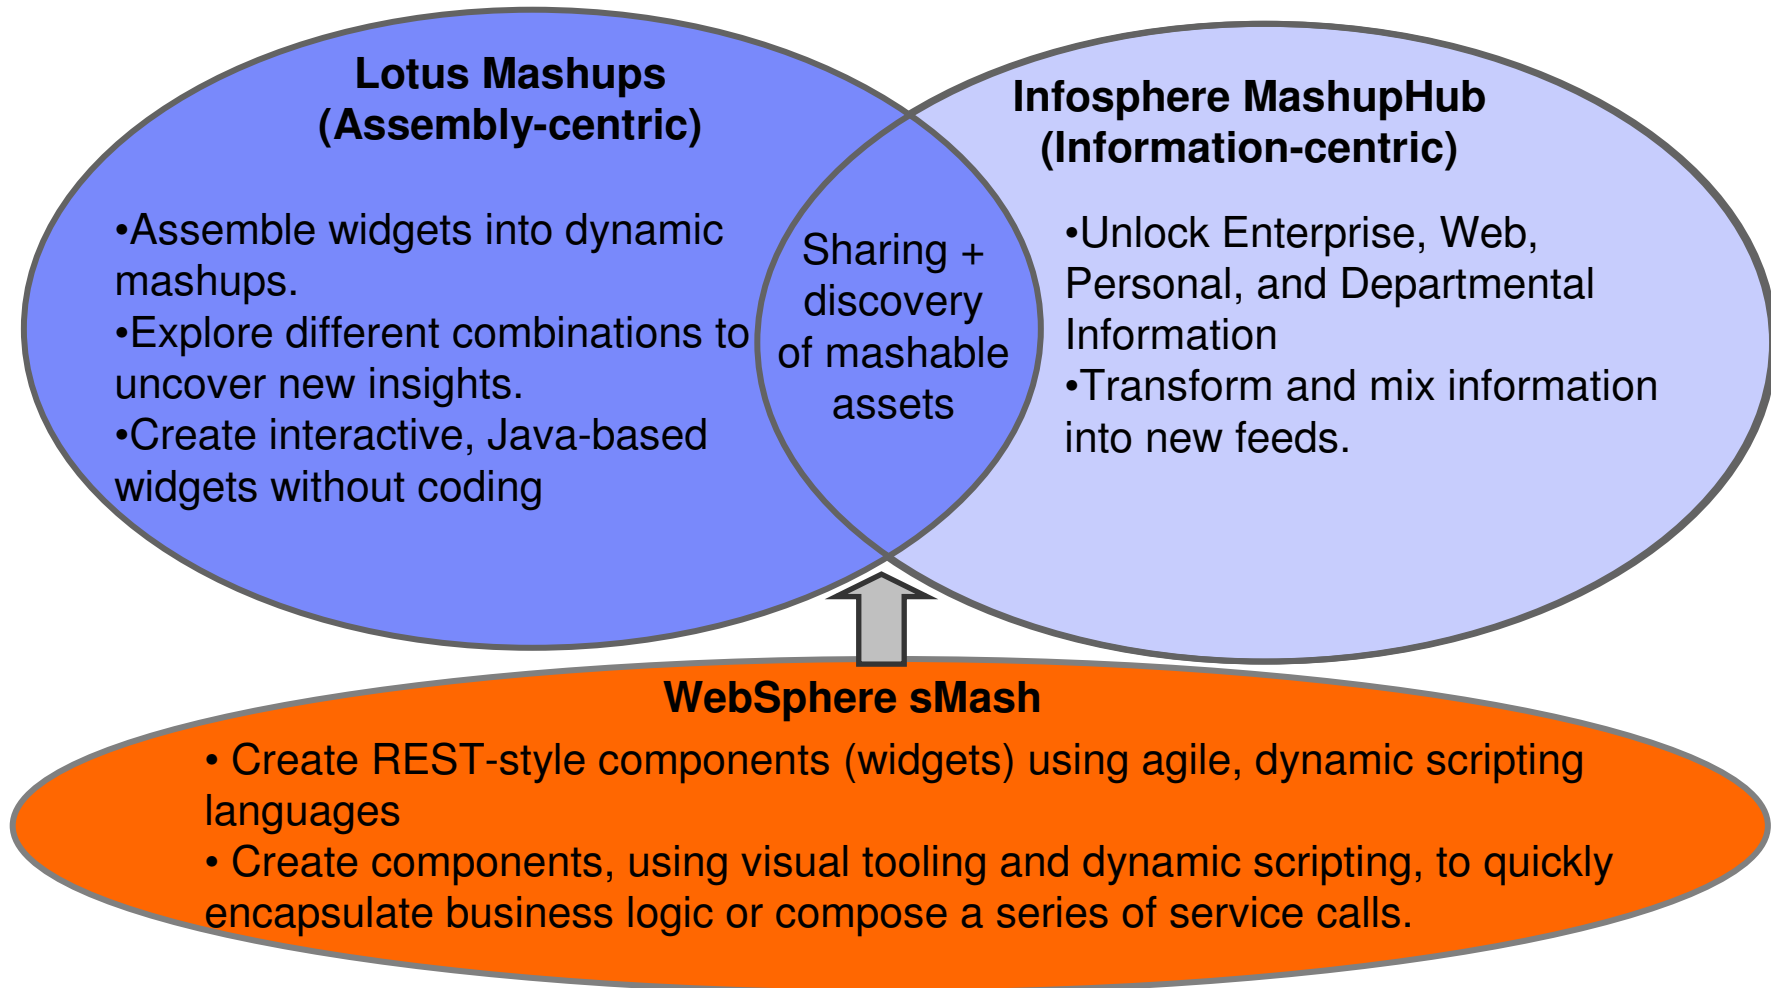 Lotus Mashups
(Assembly-centric)
•Assemble widgets into dynamic
mashups.
•Explore different combinations to
uncover new insights.
•Create interactive, Java-based
widgets without coding
Sharing +
discovery
of mashable
assets
Infosphere MashupHub
(Information-centric)
•Unlock Enterprise, Web,
Personal, and Departmental
Information
•Transform and mix information
into new feeds.
WebSphere sMash
• Create REST-style components (widgets) using agile, dynamic scripting
languages
• Create components, using visual tooling and dynamic scripting, to quickly
encapsulate business logic or compose a series of service calls.